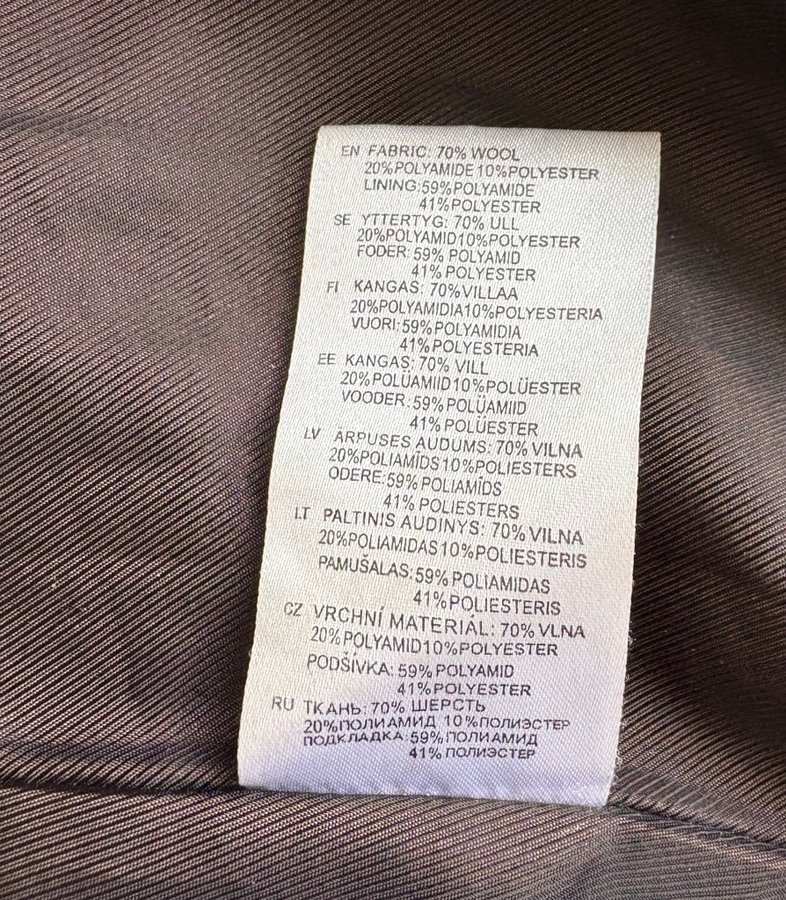 EN FABRIC: 70% WOOL
20%POLYAMIDE 10%POLYESTER
LINING:59%POLYAMIDE
41%POLYESTER
SE YTTERTYG: 70% ULL
20%POLYAMID10%POLYESTER
FODER:59% POLYAMID
41% POLYESTER
FI KANGAS: 70%VILLAA
20%POLYAMIDIA10%POLYESTERIA
VUORI:59% POLYAMIDIA
41% POLYESTERIA
EE KANGAS: 70% VILL
20%POLÜAMIID10%POLÜESTER
VOODER:59% POLÜAMIID
41% POLÜESTER
LV ĀRPUSES AUDUMS: 70% VILNA
20%POLIAMĪDS10%POLIESTERS
ODERE:59% POLIAMĪDS
41% POLIESTERS
LT PALTINIS AUDINYS: 70% VILNA
20%POLIAMIDAS10%POLIESTERIS
PAMUŠALAS:59% POLIAMIDAS
41%POLIESTERIS
CZ VRCHNÍ MATERIÁL: 70% VLNA
20%POLYAMID10%POLYESTER
PODŠÍVKA:59% POLYAMID
41% POLYESTER
RU ТКАНЬ: 70% ШЕРСТЬ
20%ПОЛИАМИД 10%ПОЛИЭСТЕР
ПОДКЛАДКА:59% ПОЛИАМИД
41% ПОЛИЭСТЕР